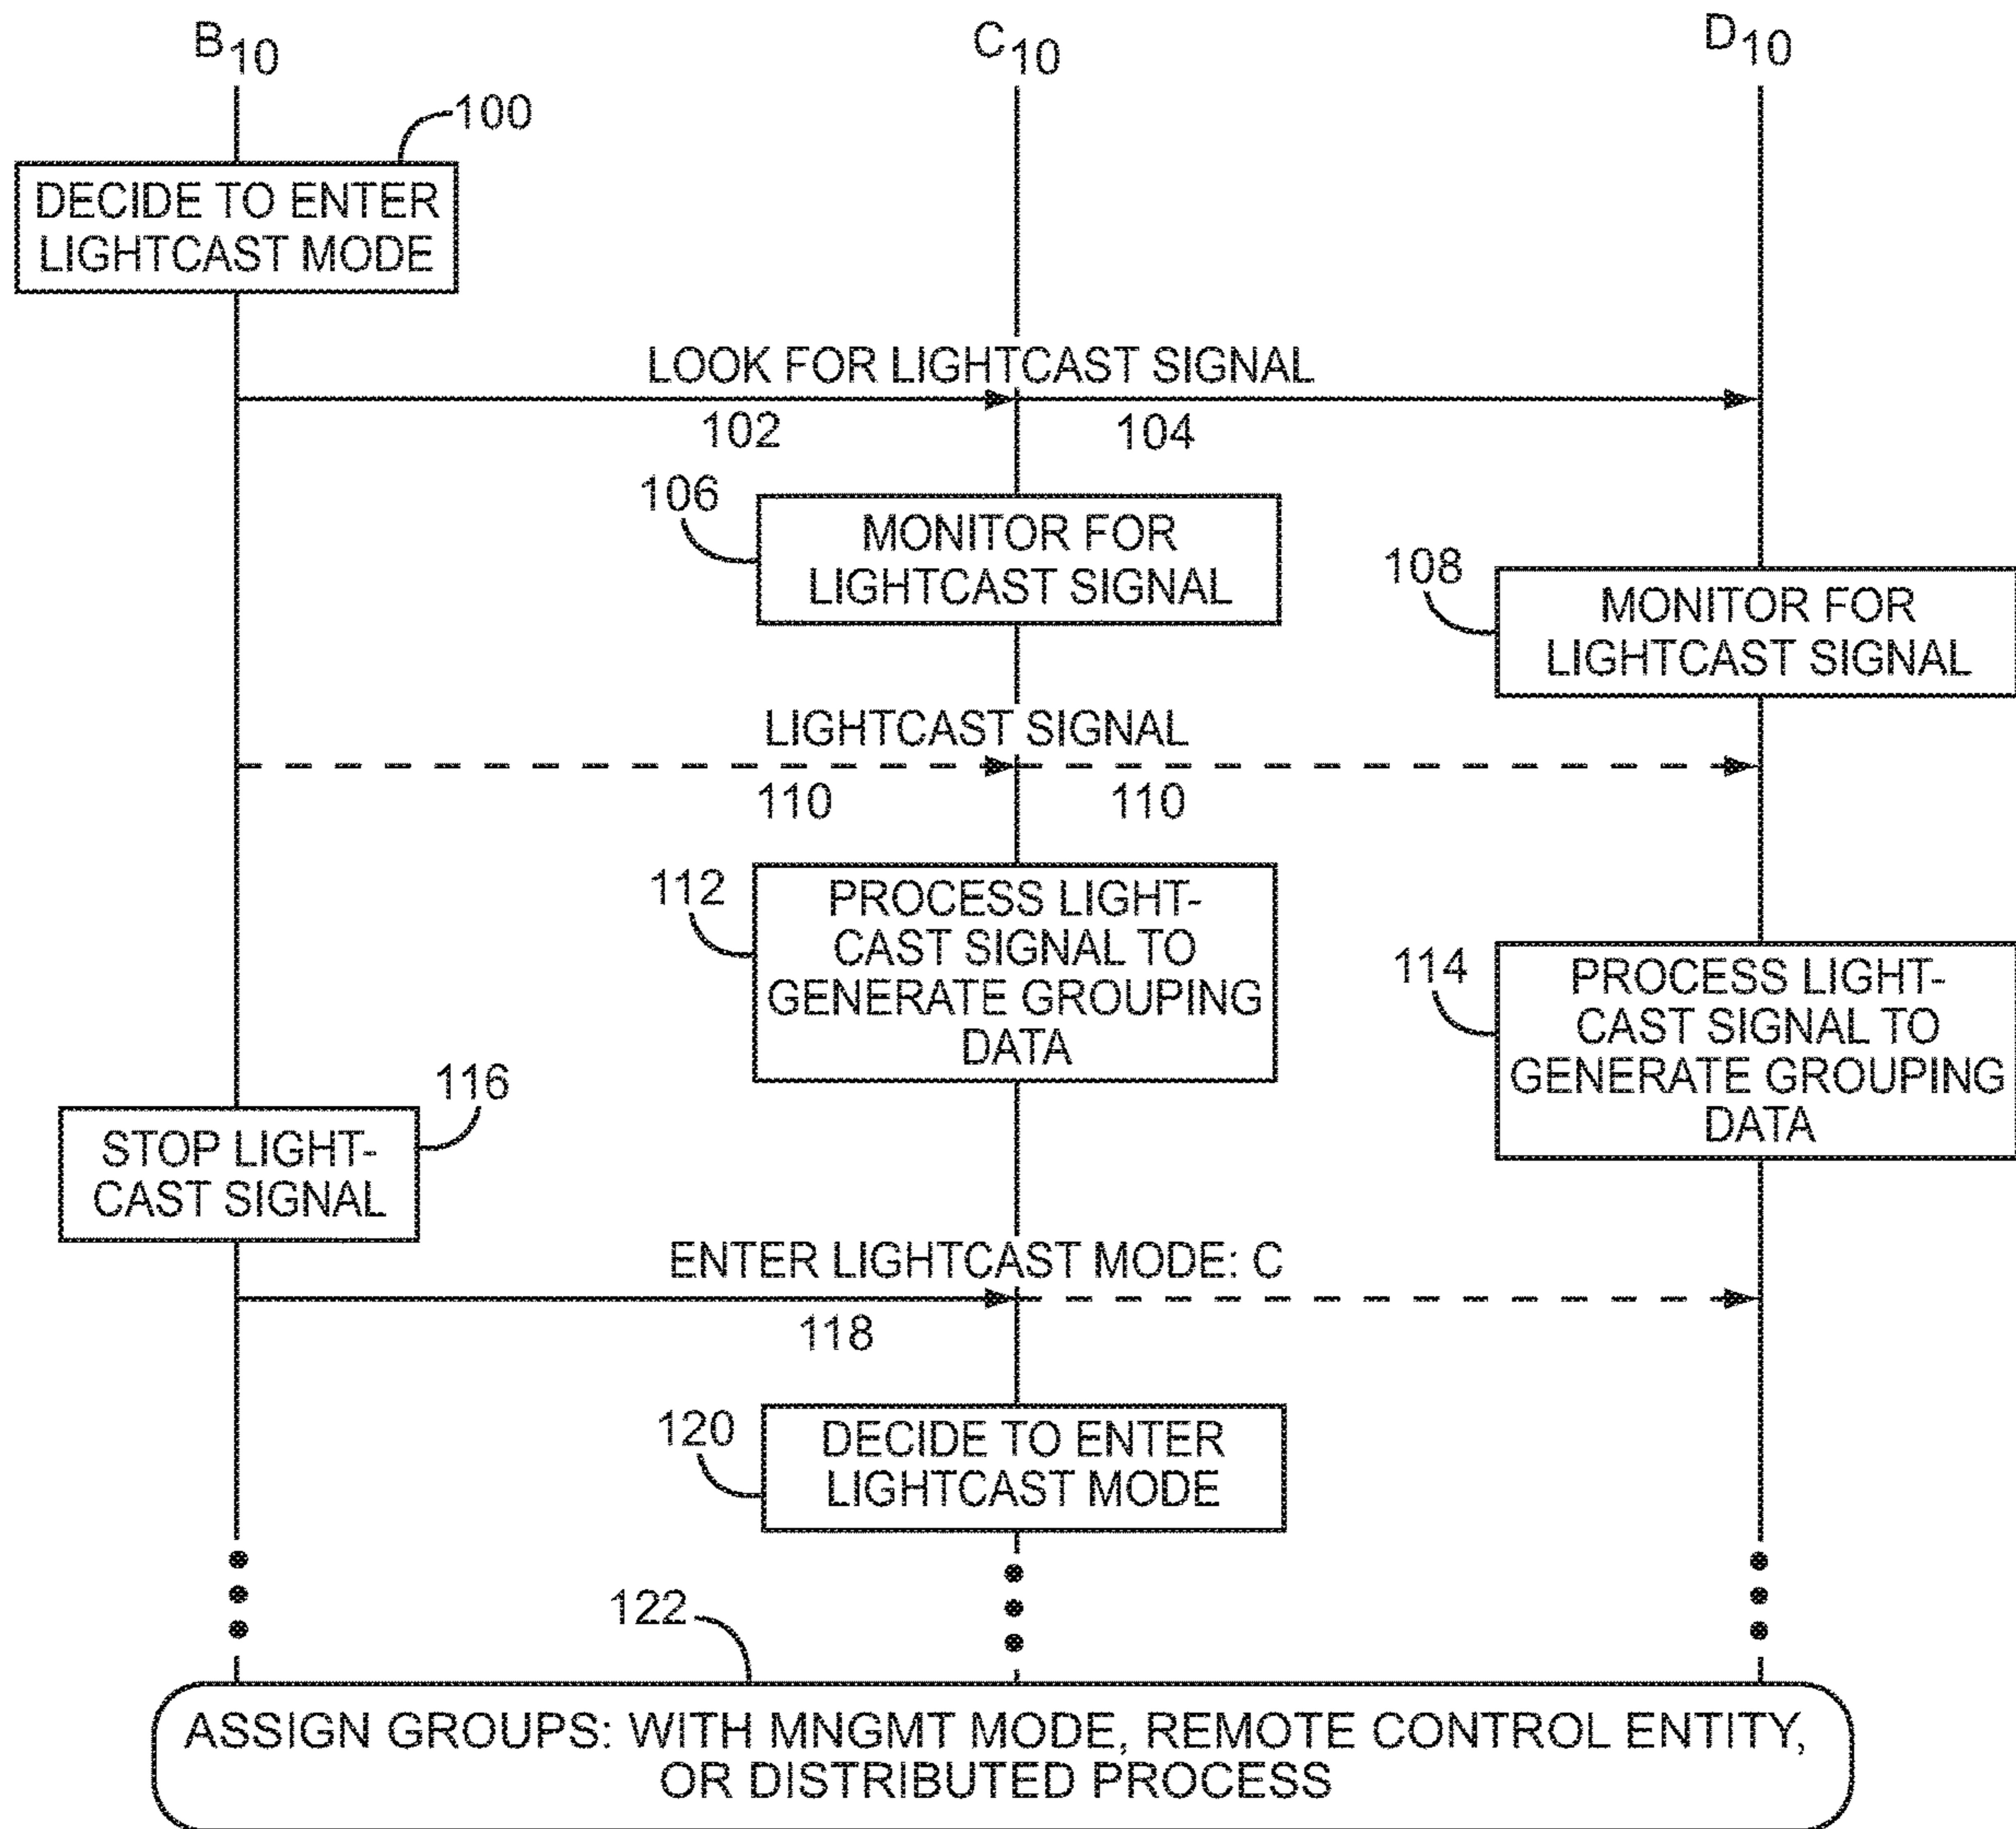 B10
C10
D10
100
DECIDE TO ENTER
LIGHTCAST MODE
LOOK FOR LIGHTCAST SIGNAL
102
104
106
MONITOR FOR
LIGHTCAST SIGNAL
108
MONITOR FOR
LIGHTCAST SIGNAL
LIGHTCAST SIGNAL
110
110
112
PROCESS LIGHT-
CAST SIGNAL TO
GENERATE GROUPING
DATA
114
PROCESS LIGHT-
CAST SIGNAL TO
GENERATE GROUPING
DATA
116
STOP LIGHT-
CAST SIGNAL
ENTER LIGHTCAST MODE: C
118
120
DECIDE TO ENTER
LIGHTCAST MODE
122
ASSIGN GROUPS: WITH MNGMT MODE, REMOTE CONTROL ENTITY,
OR DISTRIBUTED PROCESS